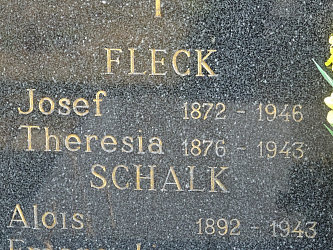 FLECK
Josef 1872 - 1946
Theresia 1876 - 1943
SCHALK
Alois 1892 - 1943